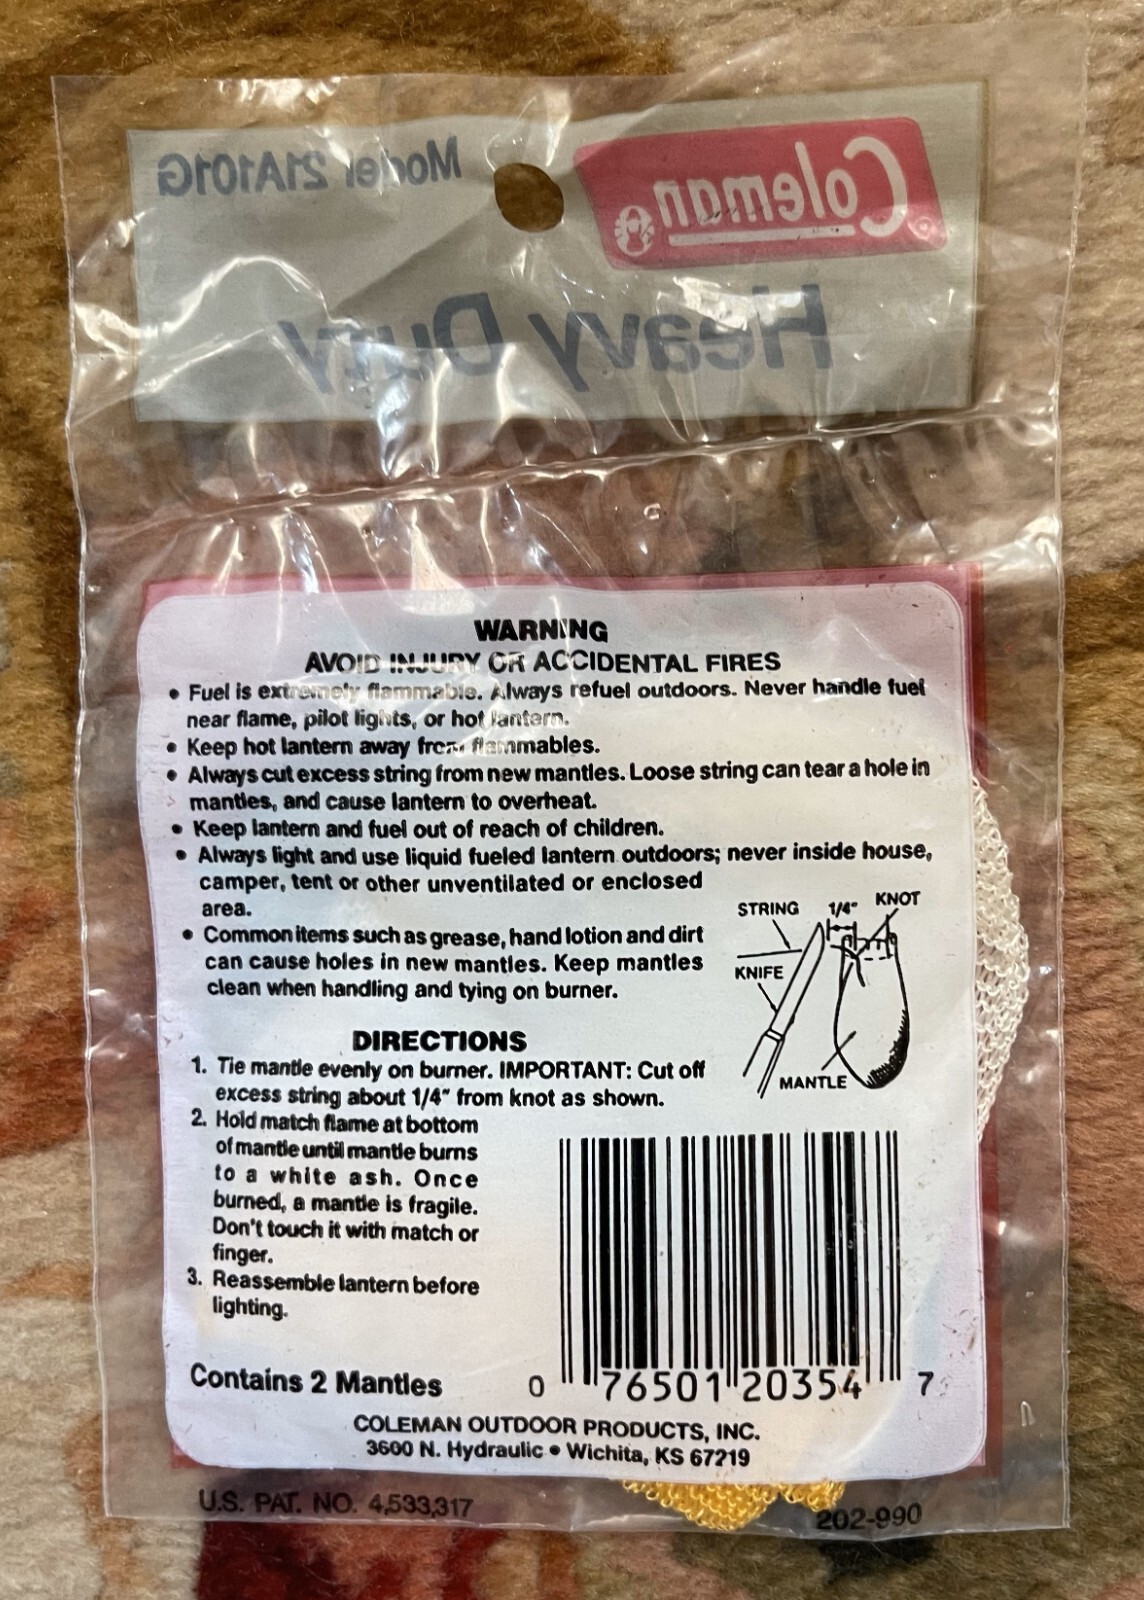 Coleman®
Model 21A101G
Heavy Duty
WARNING
AVOID INJURY OR ACCIDENTAL FIRES
• Fuel is extremely flammable. Always refuel outdoors. Never handle fuel
near flame, pilot lights, or hot lantern.
• Keep hot lantern away from flammables.
• Always cut excess string from new mantles. Loose string can tear a hole in
mantles, and cause lantern to overheat.
• Keep lantern and fuel out of reach of children.
• Always light and use liquid fueled lantern outdoors; never inside house,
camper, tent or other unventilated or enclosed
area.
• Common items such as grease, hand lotion and dirt
can cause holes in new mantles. Keep mantles
clean when handling and tying on burner.
STRING 1/4" KNOT
KNIFE
MANTLE
DIRECTIONS
1. Tie mantle evenly on burner. IMPORTANT: Cut off
excess string about 1/4" from knot as shown.
2. Hold match flame at bottom
of mantle until mantle burns
to a white ash. Once
burned, a mantle is fragile.
Don't touch it with match or
finger.
3. Reassemble lantern before
lighting.
Contains 2 Mantles
0 76501 20354 7
COLEMAN OUTDOOR PRODUCTS, INC.
3600 N. Hydraulic • Wichita, KS 67219
U.S. PAT. NO. 4,533,317
202-990